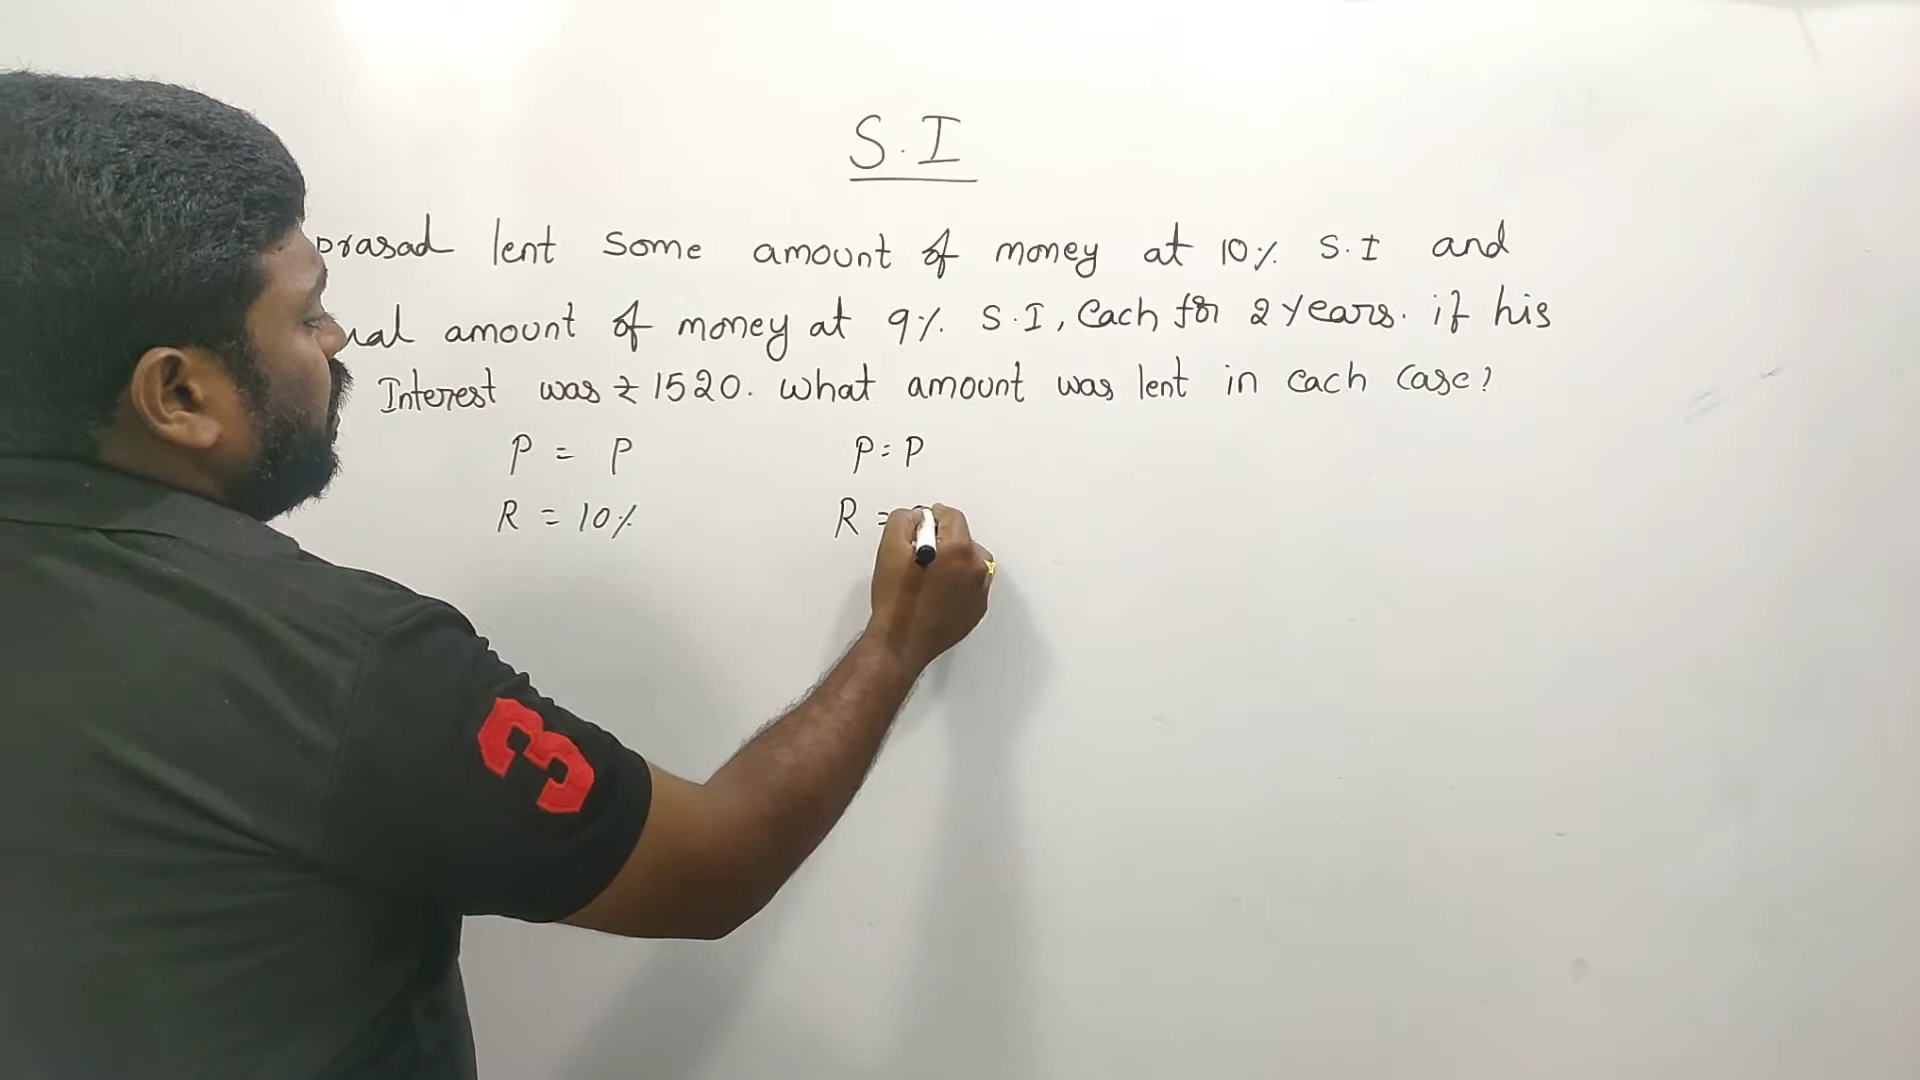 S.I
prasad lent some amount of money at 10% S.I and
amount of money at 9% S.I, Each for 2 years. if his
Interest was ₹ 1520. what amount was lent in each case?
P = P P = P
R = 10% R =
3